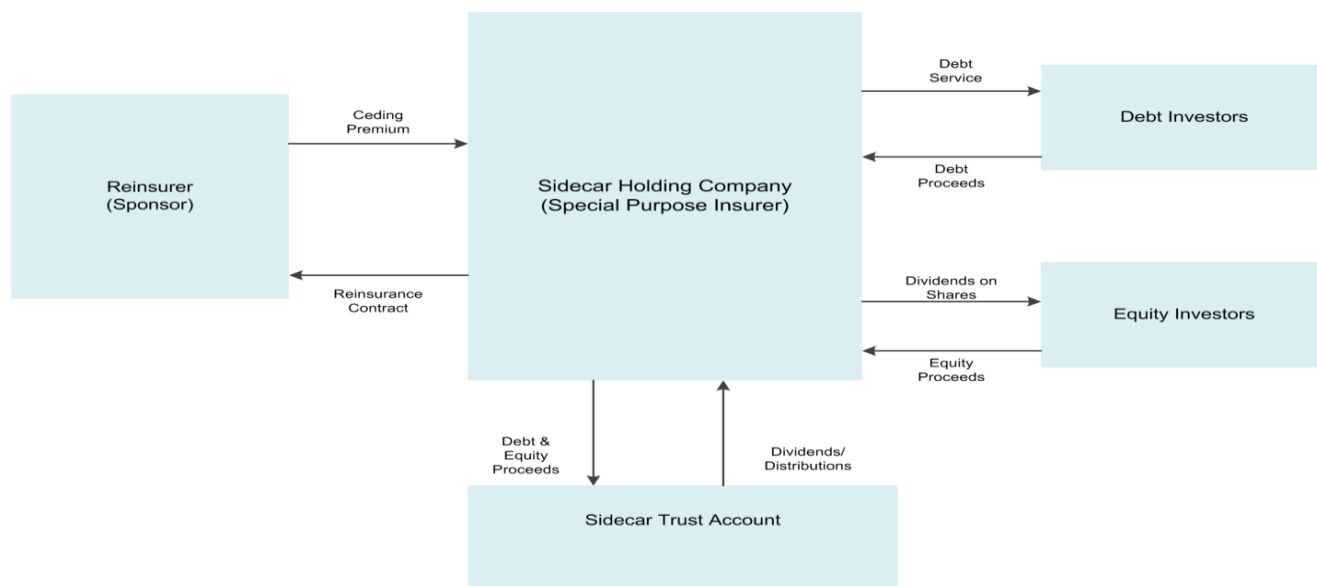 Debt
Service
Debt Investors
Ceding
Premium
Reinsurer
(Sponsor)
Sidecar Holding Company
(Special Purpose Insurer)
Debt
Proceeds
Reinsurance
Contract
Dividends on
Shares
Equity Investors
Equity
Proceeds
Debt &
Equity
Proceeds
Dividends/
Distributions
Sidecar Trust Account